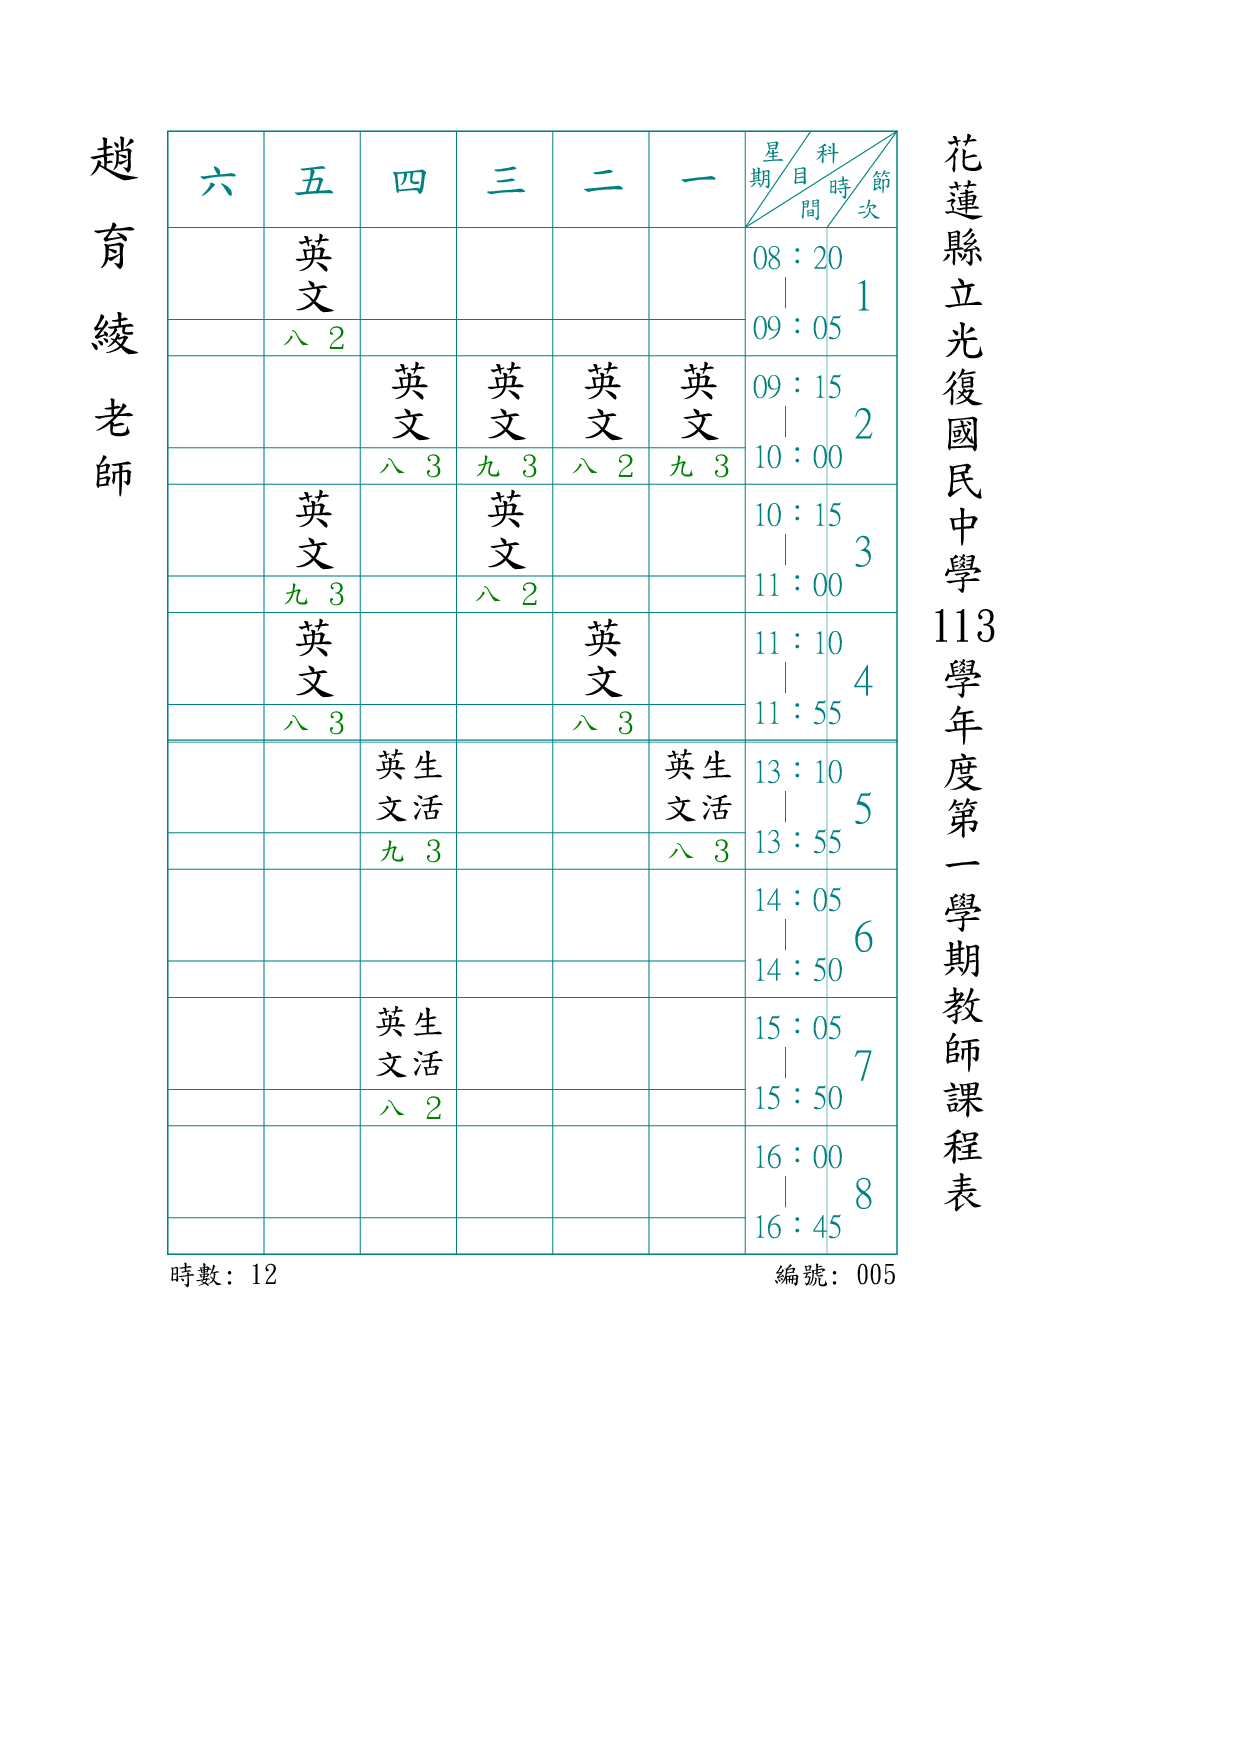 花蓮縣立光復國民中學113學年度第一學期教師課程表
趙育綾老師
星期 科目 時間 節次
一 二 三 四 五 六
08:20 | 09:05 1
英文 八 2
09:15 | 10:00 2
英文 九 3
英文 八 2
英文 九 3
英文 八 3
10:15 | 11:00 3
英文 八 2
英文 九 3
11:10 | 11:55 4
英文 八 3
英文 八 3
13:10 | 13:55 5
生活英文 八 3
生活英文 九 3
14:05 | 14:50 6
15:05 | 15:50 7
生活英文 八 2
16:00 | 16:45 8
編號: 005
時數: 12